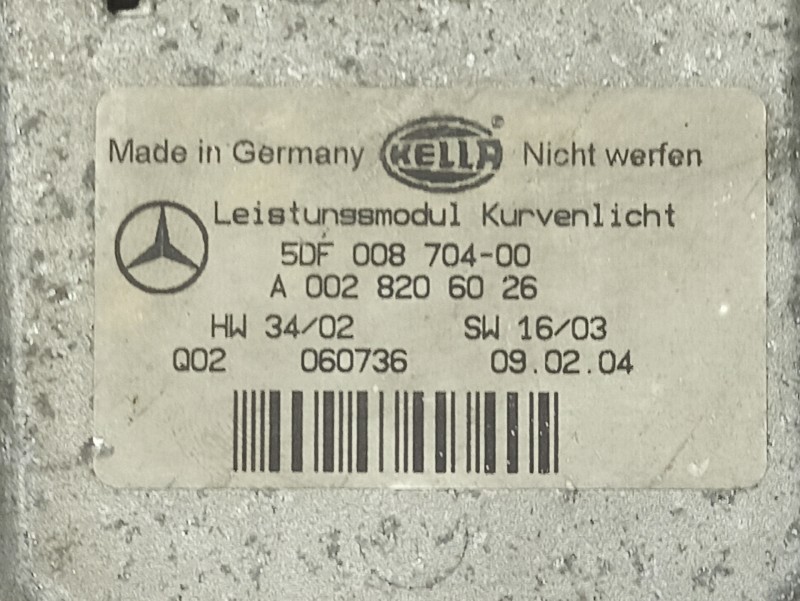 Made in Germany HELLA ® Nicht werfen
Leistungsmodul Kurvenlicht
5DF 008 704-00
A 002 820 60 26
HW 34/02 SW 16/03
Q02 060736 09.02.04